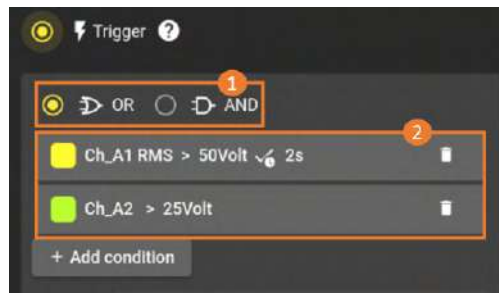 Trigger ?
1
OR AND
2
Ch_A1 RMS > 50Volt 2s
Ch_A2 > 25Volt
+ Add condition